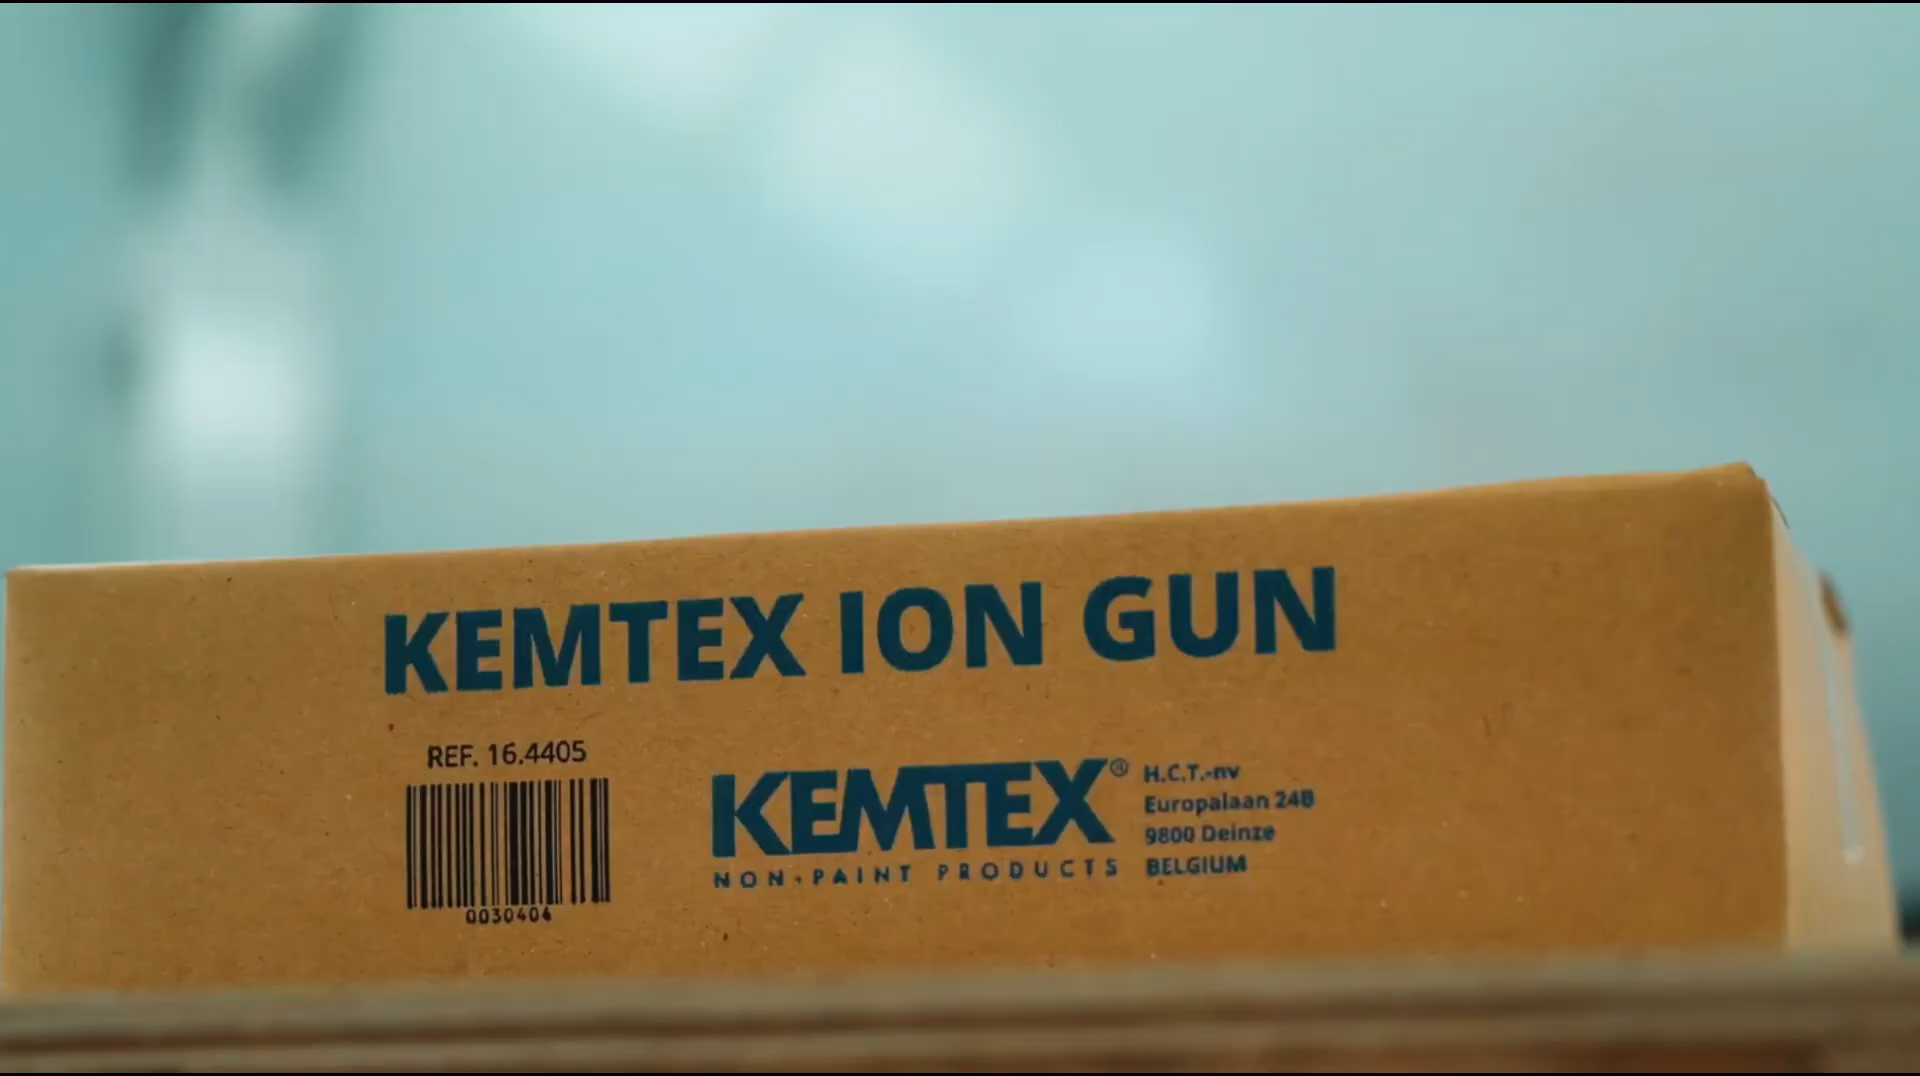 KEMTEX ION GUN
REF. 16.4405
0030404
KEMTEX®
NON-PAINT PRODUCTS
H.C.T.-nv
Europalaan 24B
9800 Deinze
BELGIUM